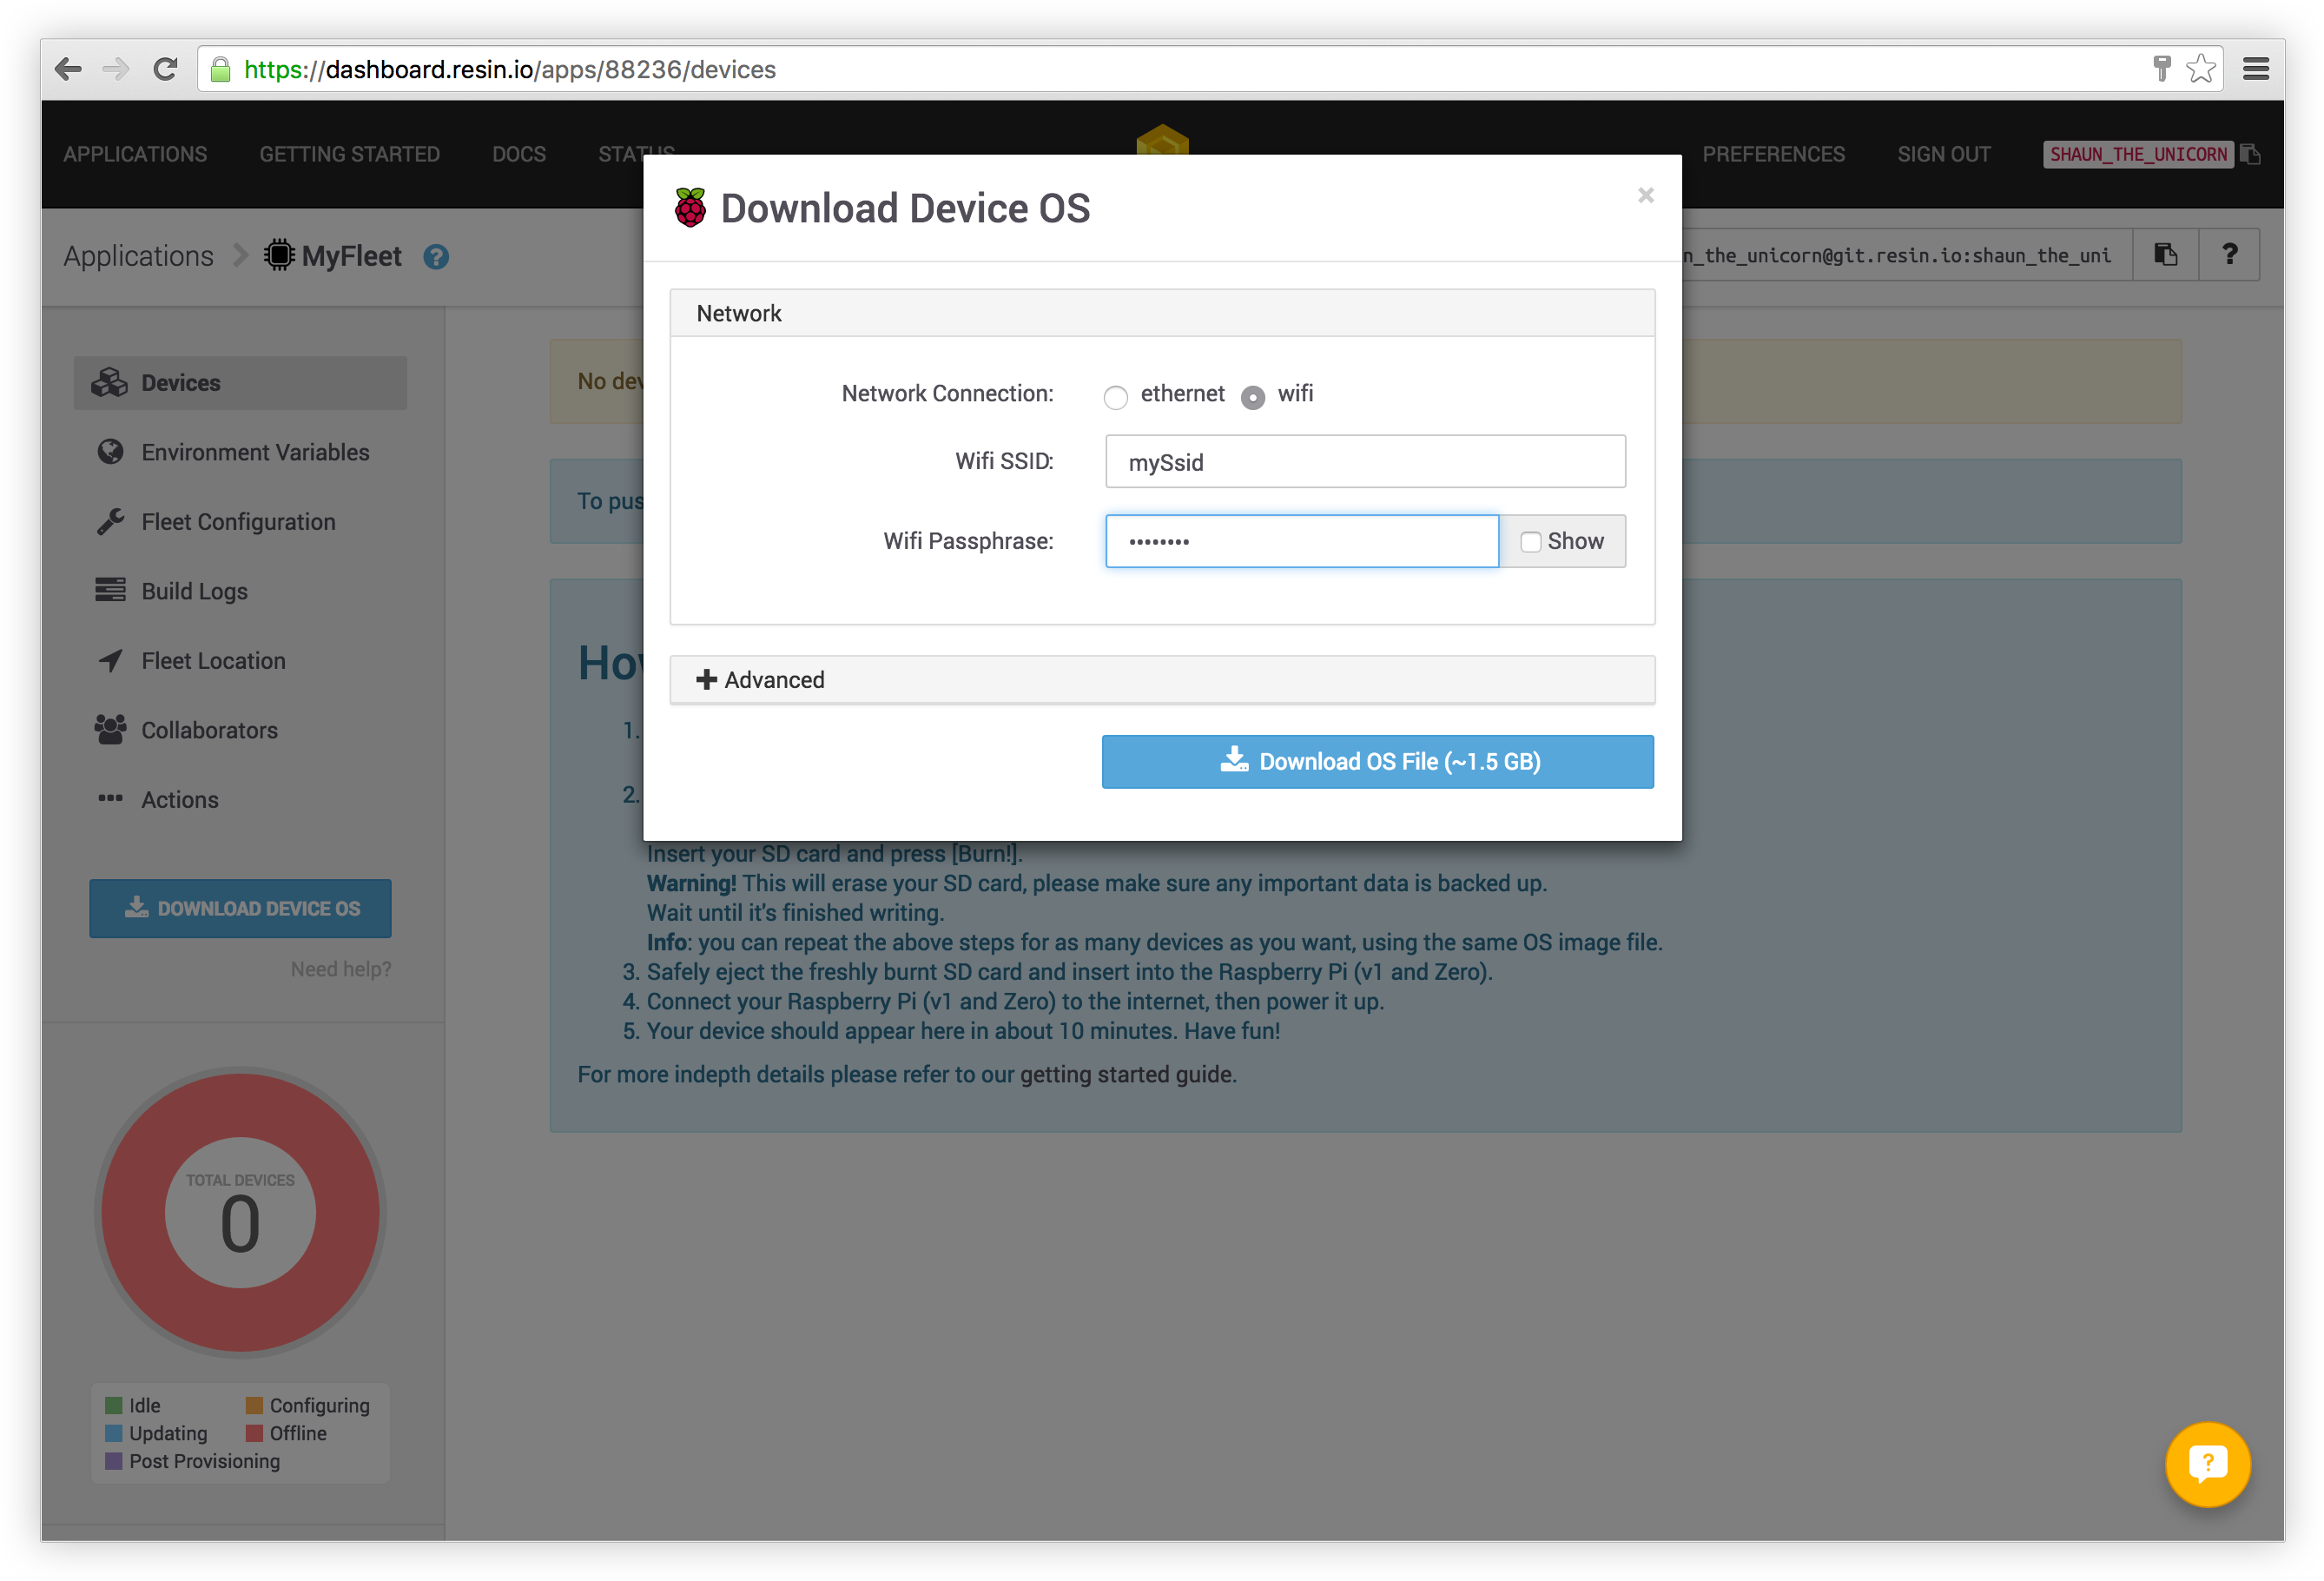 https://dashboard.resin.io/apps/88236/devices
APPLICATIONS GETTING STARTED DOCS STATUS PREFERENCES SIGN OUT SHAUN_THE_UNICORN
Download Device OS ×
Applications MyFleet ? n_the_unicorn@git.resin.io:shaun_the_uni ?
Network
Devices
No dev
Network Connection: ethernet wifi
Environment Variables
Wifi SSID: mySsid
To pus
Fleet Configuration
Wifi Passphrase: •••••••• Show
Build Logs
Fleet Location
How
Advanced
Collaborators
1.
Download OS File (~1.5 GB)
2.
Actions
Insert your SD card and press [Burn!].
Warning! This will erase your SD card, please make sure any important data is backed up.
DOWNLOAD DEVICE OS
Wait until it's finished writing.
Info: you can repeat the above steps for as many devices as you want, using the same OS image file.
Need help?
3. Safely eject the freshly burnt SD card and insert into the Raspberry Pi (v1 and Zero).
4. Connect your Raspberry Pi (v1 and Zero) to the internet, then power it up.
5. Your device should appear here in about 10 minutes. Have fun!
For more indepth details please refer to our getting started guide.
TOTAL DEVICES
0
Idle Configuring
Updating Offline
Post Provisioning
?